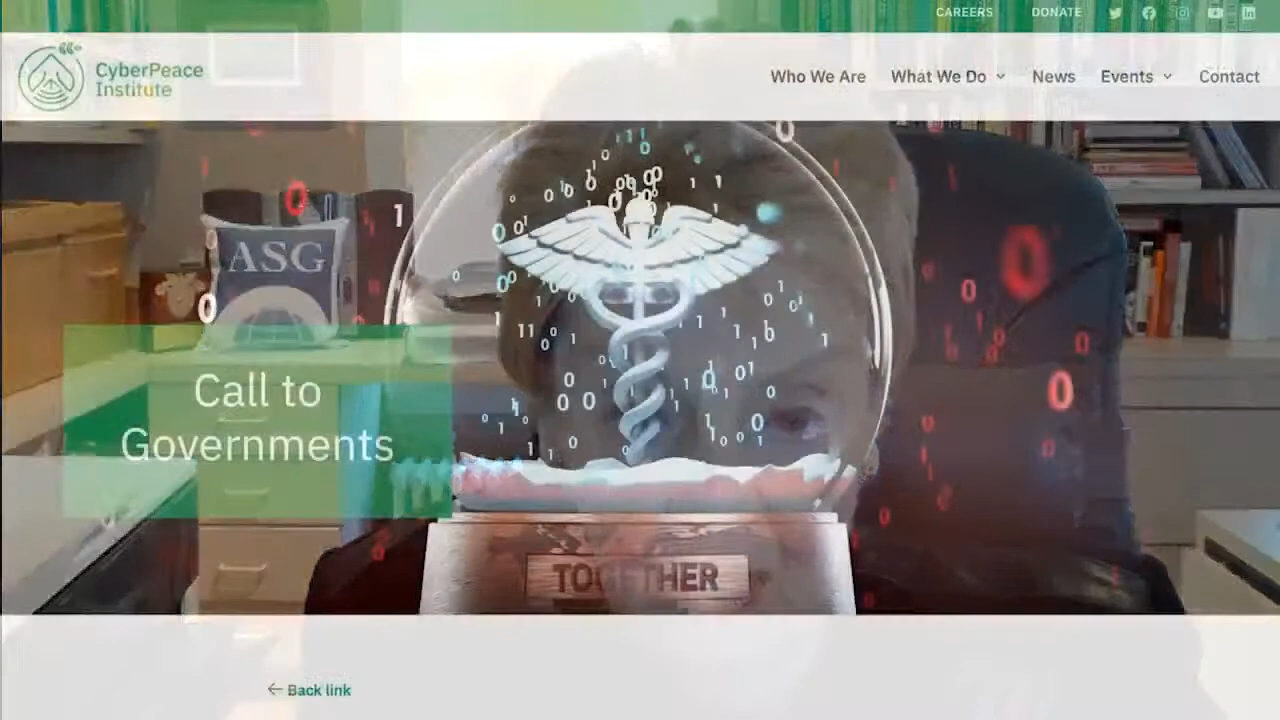 CAREERS DONATE
CyberPeace
Institute
Who We Are What We Do News Events Contact
ASG
Call to
Governments
TOGETHER
← Back link